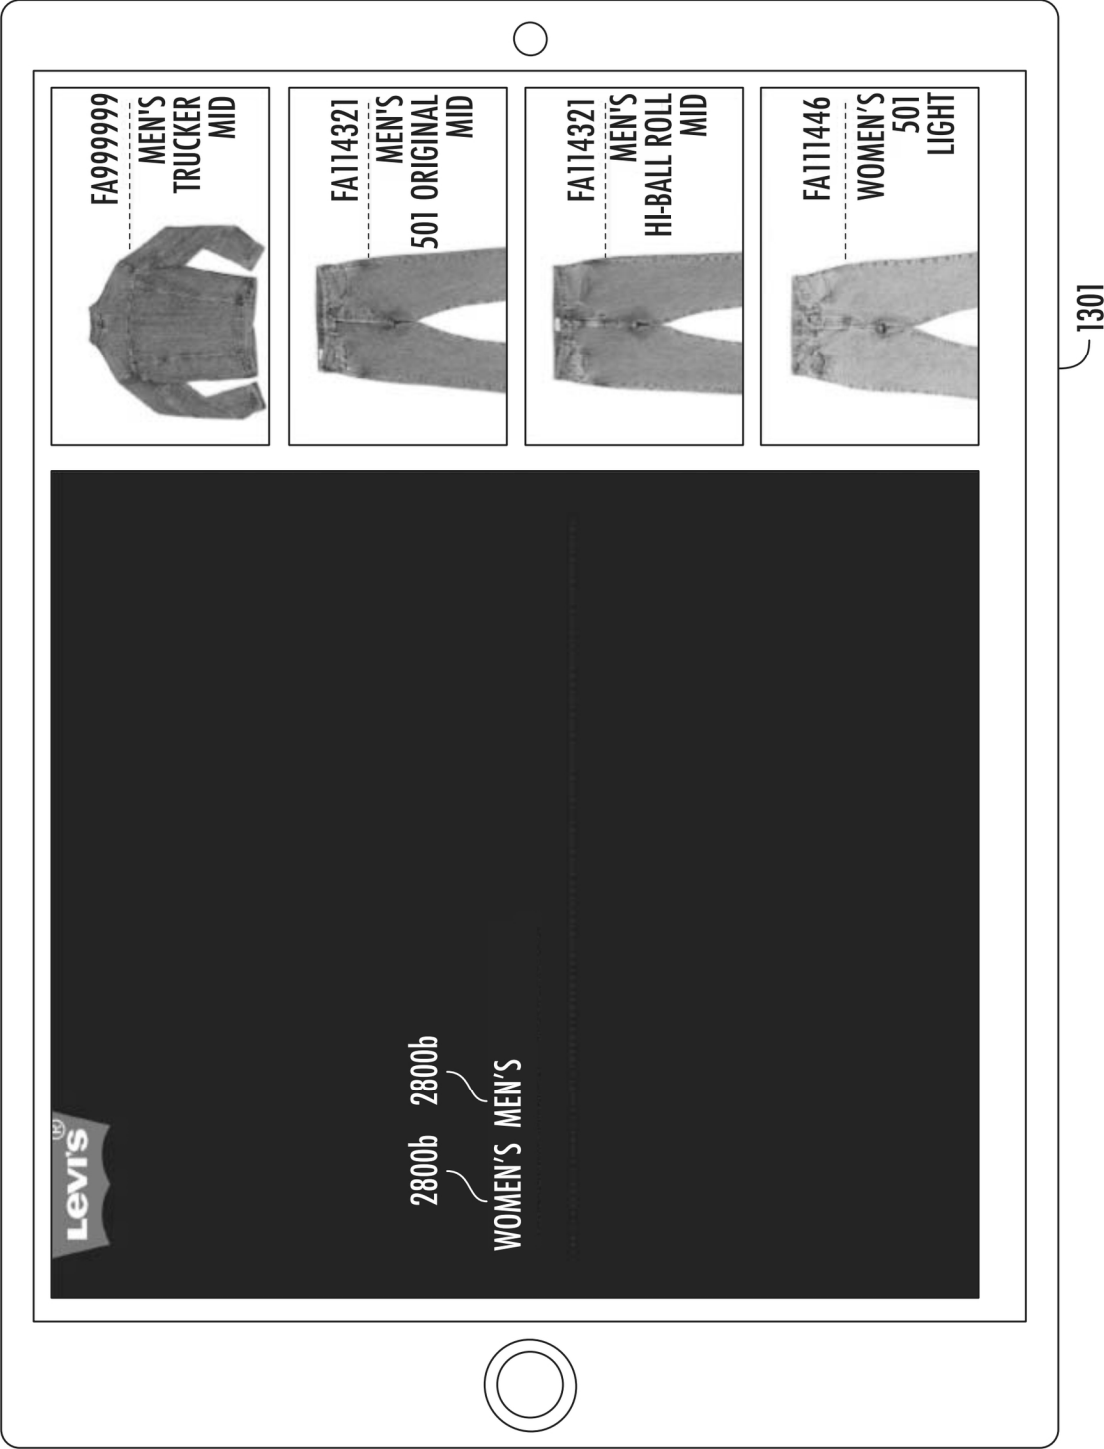 Levi's®
2800b 2800b
WOMEN'S MEN'S
FA999999
MEN'S
TRUCKER
MID
FA114321
MEN'S
501 ORIGINAL
MID
FA114321
MEN'S
HI-BALL ROLL
MID
FA111446
WOMEN'S
501
LIGHT
1301